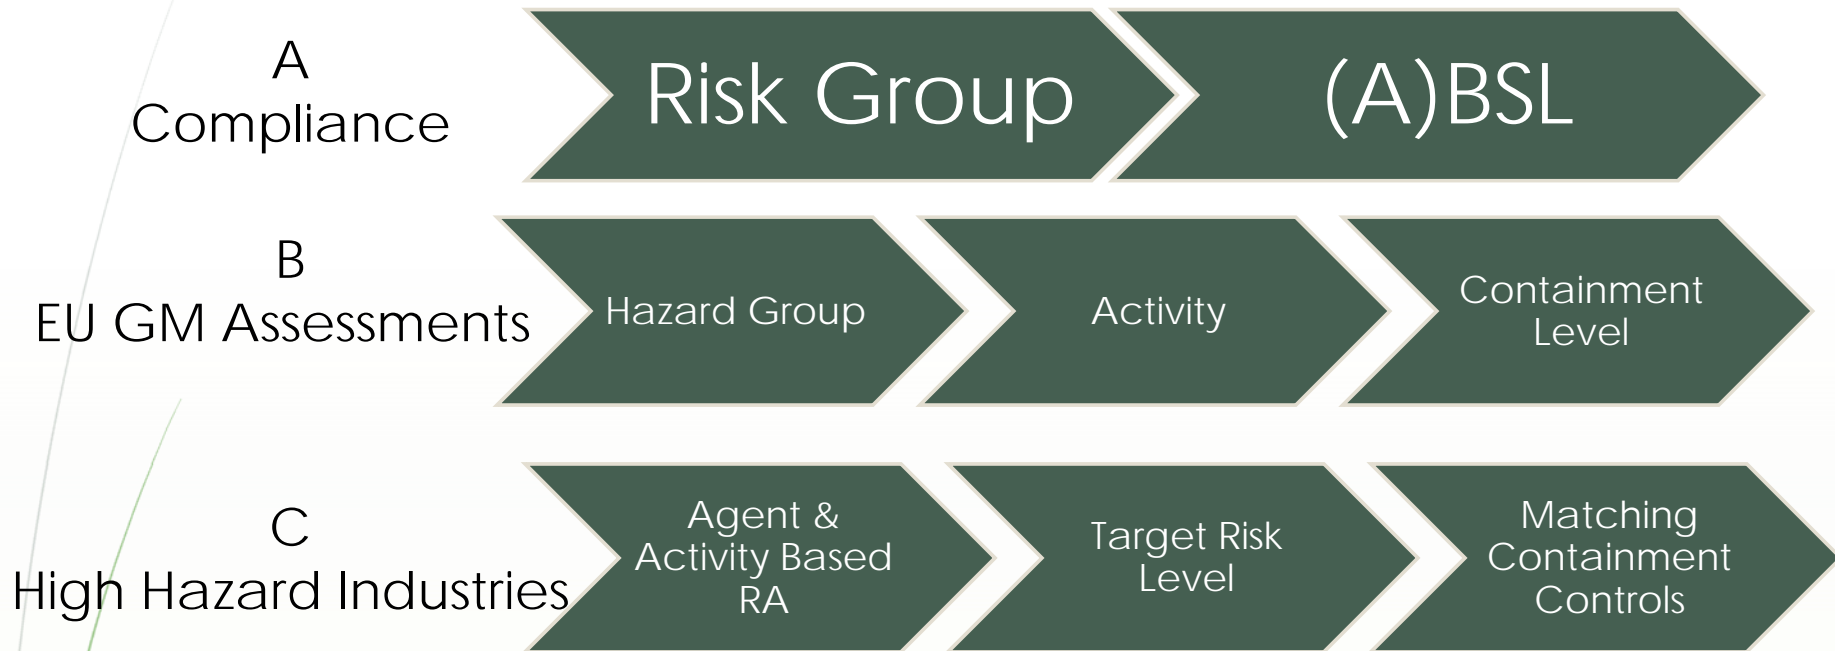 A
Compliance
Risk Group
(A)BSL
B
EU GM Assessments
Hazard Group
Activity
Containment
Level
C
High Hazard Industries
Agent &
Activity Based
RA
Target Risk
Level
Matching
Containment
Controls